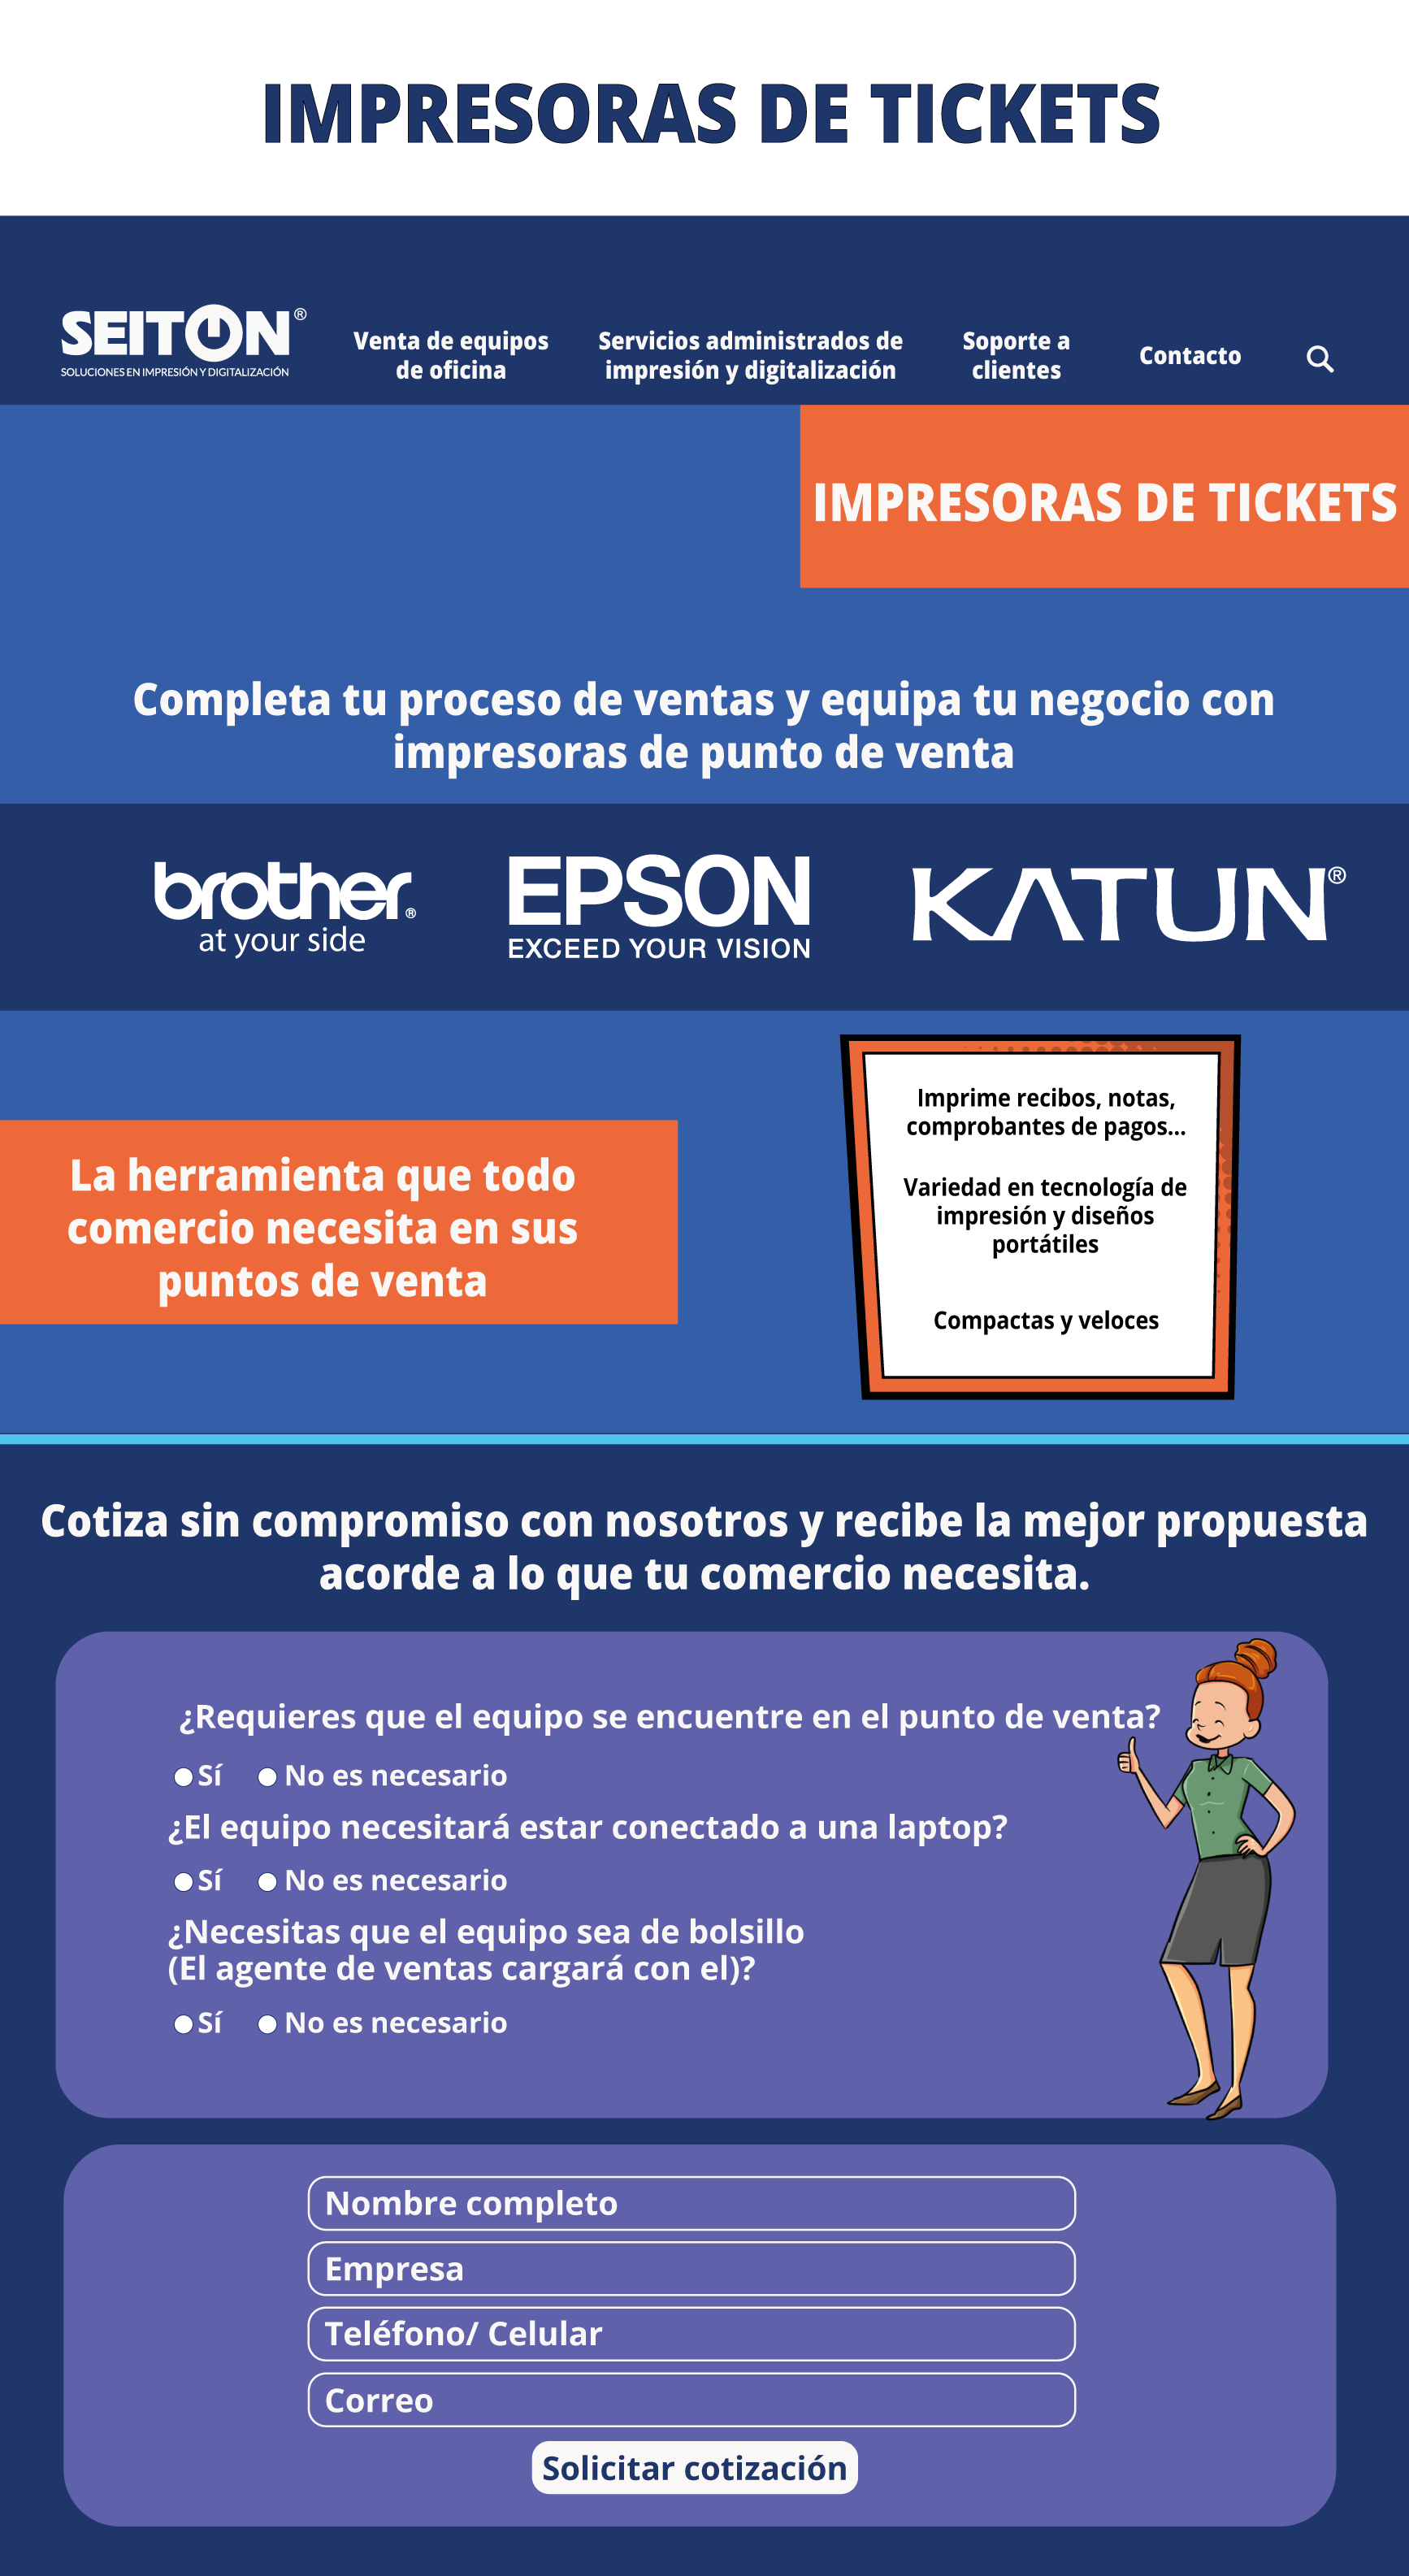 IMPRESORAS DE TICKETS
SEITON®
SOLUCIONES EN IMPRESIÓN Y DIGITALIZACIÓN
Venta de equipos
de oficina
Servicios administrados de
impresión y digitalización
Soporte a
clientes
Contacto
IMPRESORAS DE TICKETS
Completa tu proceso de ventas y equipa tu negocio con
impresoras de punto de venta
brother®
at your side
EPSON
EXCEED YOUR VISION
KATUN®
La herramienta que todo
comercio necesita en sus
puntos de venta
Imprime recibos, notas,
comprobantes de pagos...
Variedad en tecnología de
impresión y diseños
portátiles
Compactas y veloces
Cotiza sin compromiso con nosotros y recibe la mejor propuesta
acorde a lo que tu comercio necesita.
¿Requieres que el equipo se encuentre en el punto de venta?
Sí No es necesario
¿El equipo necesitará estar conectado a una laptop?
Sí No es necesario
¿Necesitas que el equipo sea de bolsillo
(El agente de ventas cargará con el)?
Sí No es necesario
Nombre completo
Empresa
Teléfono/ Celular
Correo
Solicitar cotización